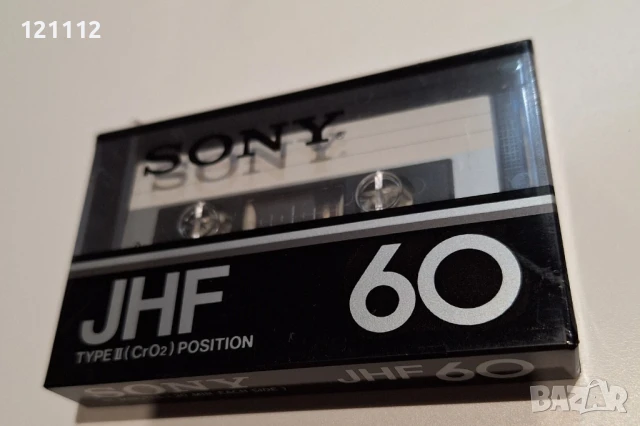 121112
SONY
JHF 60
TYPE II (CrO2) POSITION
SONY JHF 60
BAZAR